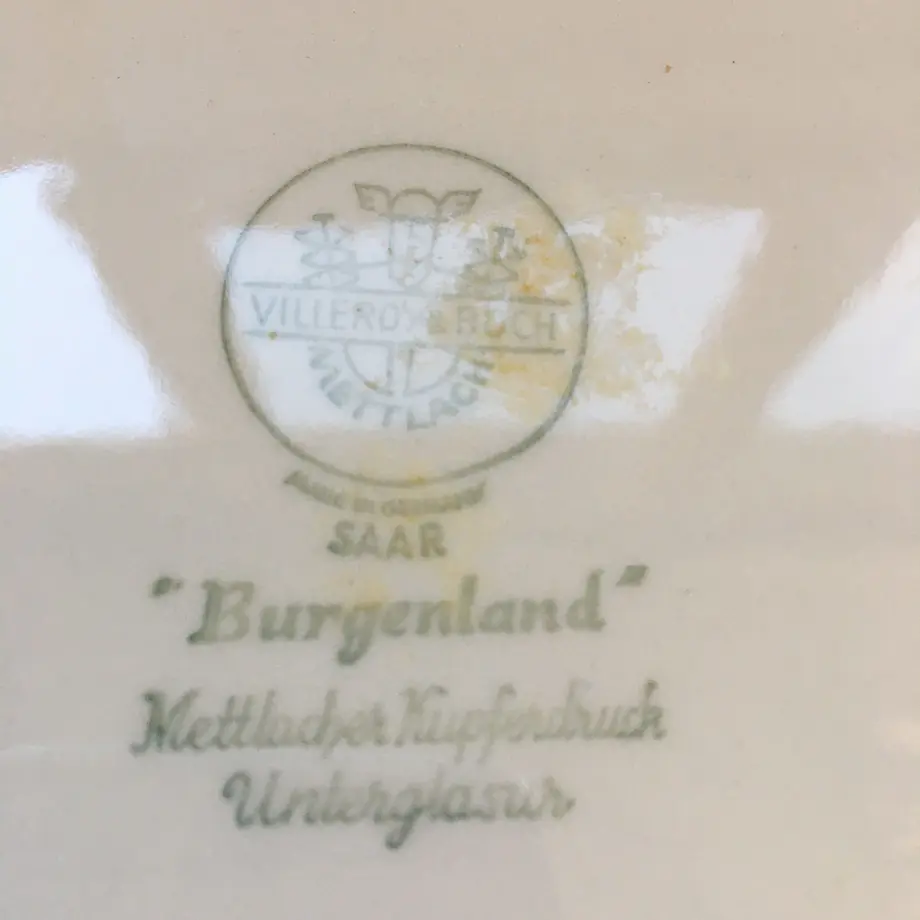 VILLEROY & BOCH
METTLACH
Made in Germany
SAAR
"Burgenland"
Mettlacher Kupferdruck
Unterglasur